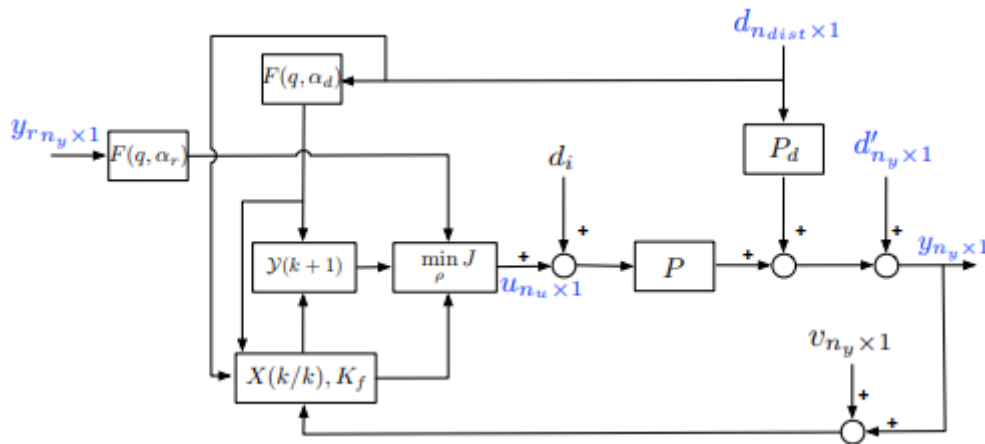 d_{n_{dist}×1}
F(q, α_d)
y_{r n_y×1}
F(q, α_r)
P_d
d'_{n_y×1}
d_i
+
+
+
𝒴(k + 1)
min J
ρ
+
u_{n_u×1}
P
+
y_{n_y×1}
v_{n_y×1}
X(k/k), K_f
+
+